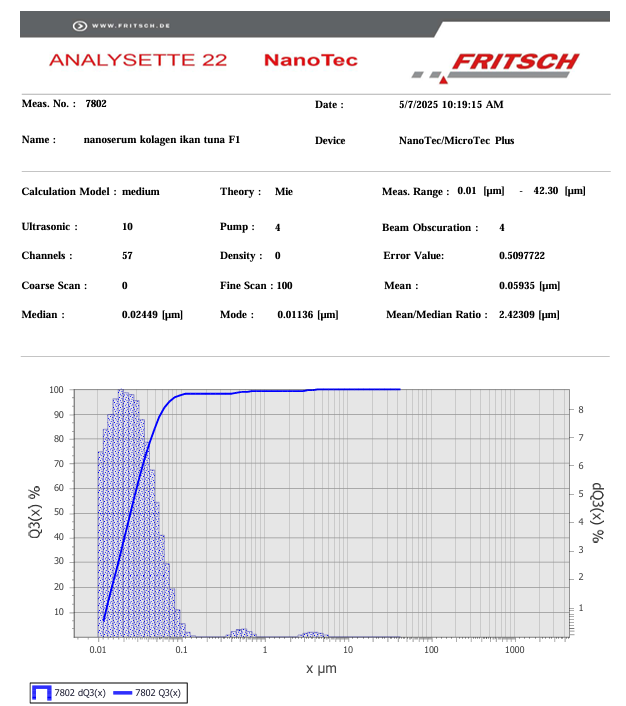 WWW.FRITSCH.DE
ANALYSETTE 22 NanoTec FRITSCH
Meas. No. : 7802 Date : 5/7/2025 10:19:15 AM
Name : nanoserum kolagen ikan tuna F1 Device NanoTec/MicroTec Plus
Calculation Model : medium Theory : Mie Meas. Range : 0.01 [µm] - 42.30 [µm]
Ultrasonic : 10 Pump : 4 Beam Obscuration : 4
Channels : 57 Density : 0 Error Value: 0.5097722
Coarse Scan : 0 Fine Scan : 100 Mean : 0.05935 [µm]
Median : 0.02449 [µm] Mode : 0.01136 [µm] Mean/Median Ratio : 2.42309 [µm]
100
90
80
70
60
50
40
30
20
10
Q3(x) %
8
7
6
5
4
3
2
1
dQ3(x) %
0.01 0.1 1 10 100 1000
x µm
7802 dQ3(x) 7802 Q3(x)